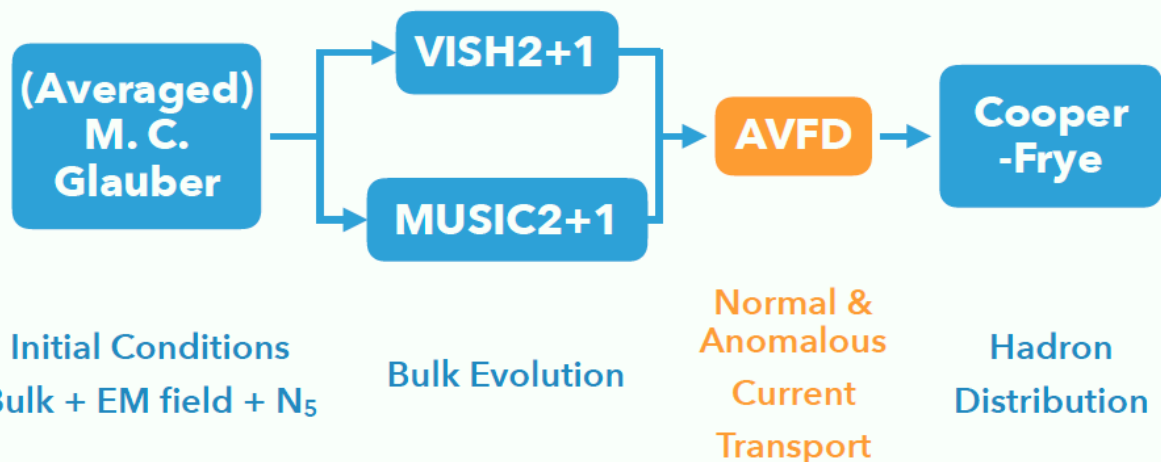 (Averaged)
M. C.
Glauber
VISH2+1
MUSIC2+1
AVFD
Cooper
-Frye
Initial Conditions
Bulk + EM field + N₅
Bulk Evolution
Normal &
Anomalous
Current
Transport
Hadron
Distribution